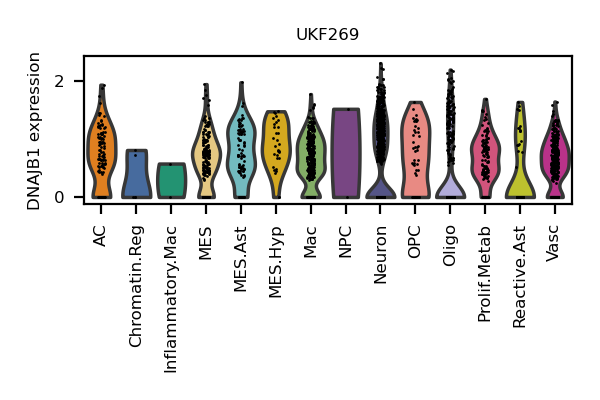 UKF269
DNAJB1 expression
2
0
AC
Chromatin.Reg
Inflammatory.Mac
MES
MES.Ast
MES.Hyp
Mac
NPC
Neuron
OPC
Oligo
Prolif.Metab
Reactive.Ast
Vasc